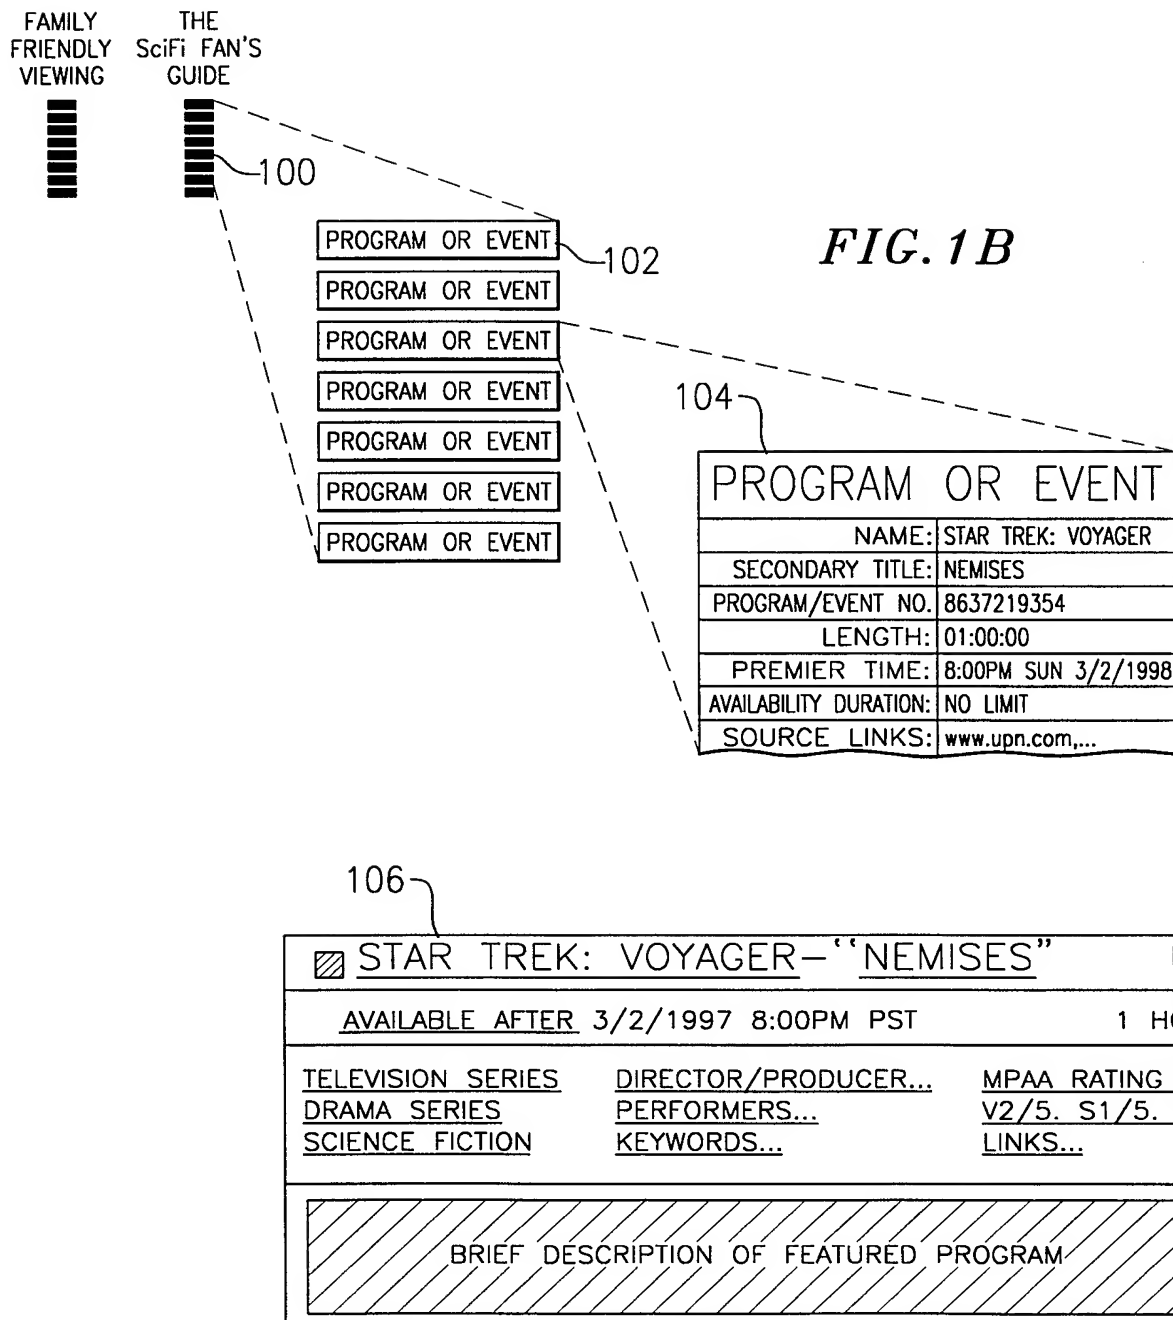 FAMILY
FRIENDLY
VIEWING
THE
SciFi FAN'S
GUIDE
100
PROGRAM OR EVENT
102
PROGRAM OR EVENT
PROGRAM OR EVENT
PROGRAM OR EVENT
PROGRAM OR EVENT
PROGRAM OR EVENT
PROGRAM OR EVENT
FIG. 1B
104
PROGRAM OR EVENT
NAME: STAR TREK: VOYAGER
SECONDARY TITLE: NEMISES
PROGRAM/EVENT NO. 8637219354
LENGTH: 01:00:00
PREMIER TIME: 8:00PM SUN 3/2/1998
AVAILABILITY DURATION: NO LIMIT
SOURCE LINKS: www.upn.com,...
106
STAR TREK: VOYAGER–“NEMISES”
AVAILABLE AFTER 3/2/1997 8:00PM PST 1
TELEVISION SERIES DIRECTOR/PRODUCER... MPAA RATING
DRAMA SERIES PERFORMERS... V2/5. S1/5.
SCIENCE FICTION KEYWORDS... LINKS...
BRIEF DESCRIPTION OF FEATURED PROGRAM